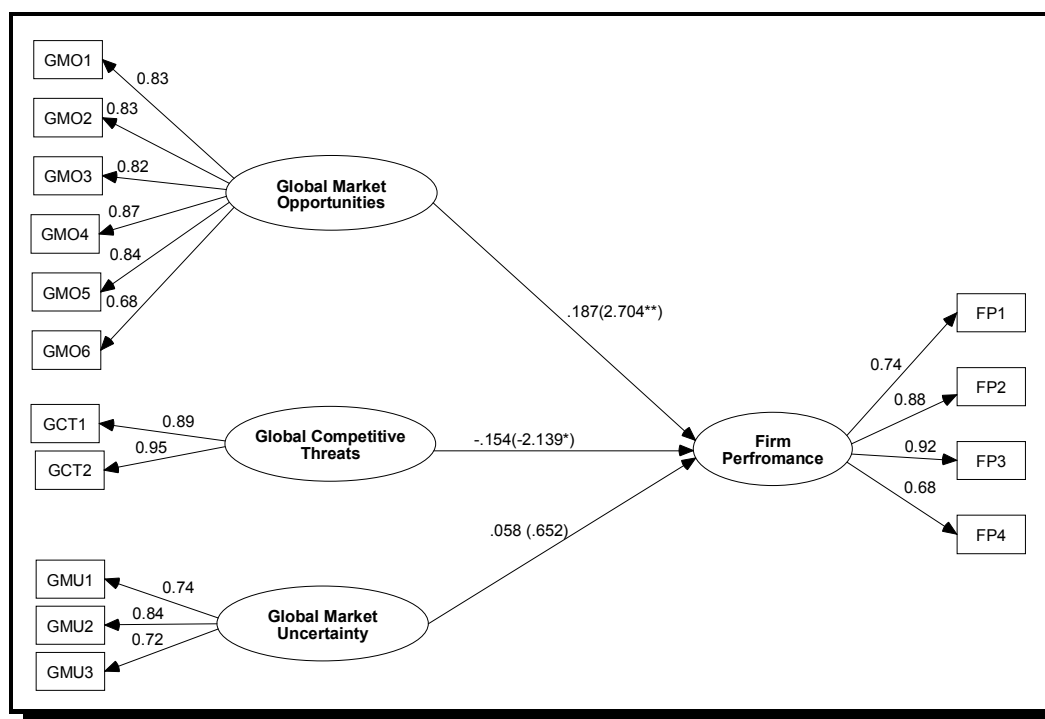 GMO1
0.83
GMO2
0.83
GMO3
0.82
GMO4
0.87
GMO5
0.84
GMO6
0.68
Global Market
Opportunities
.187(2.704**)
GCT1
0.89
GCT2
0.95
Global Competitive
Threats
-.154(-2.139*)
GMU1
0.74
GMU2
0.84
GMU3
0.72
Global Market
Uncertainty
.058 (.652)
Firm
Perfromance
FP1
0.74
FP2
0.88
FP3
0.92
FP4
0.68